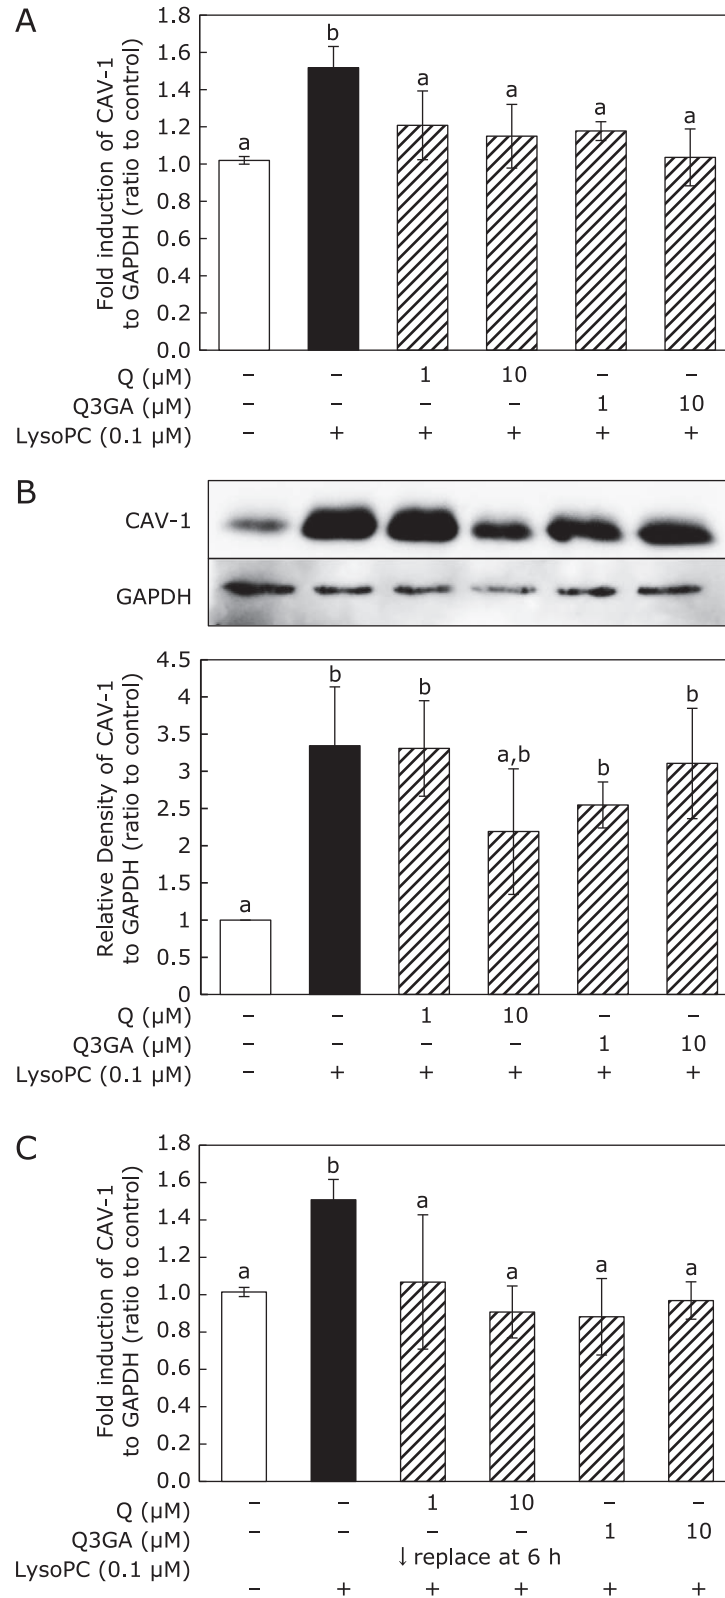 A
Fold induction of CAV-1
to GAPDH (ratio to control)
1.8
1.6
1.4
1.2
1.0
0.8
0.6
0.4
0.2
0.0
a b a a a a
Q (μM) – – 1 10 – –
Q3GA (μM) – – – – 1 10
LysoPC (0.1 μM) – + + + + +
B
CAV-1
GAPDH
Relative Density of CAV-1
to GAPDH (ratio to control)
4.5
4
3.5
3
2.5
2
1.5
1
0.5
0
a b b a,b b b
Q (μM) – – 1 10 – –
Q3GA (μM) – – – – 1 10
LysoPC (0.1 μM) – + + + + +
C
Fold induction of CAV-1
to GAPDH (ratio to control)
1.8
1.6
1.4
1.2
1.0
0.8
0.6
0.4
0.2
0.0
a b a a a a
Q (μM) – – 1 10 – –
Q3GA (μM) – – – – 1 10
↓replace at 6 h
LysoPC (0.1 μM)
– + + + + +